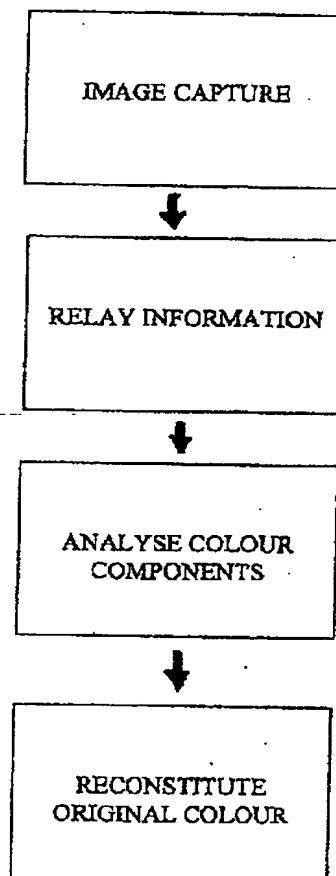 IMAGE CAPTURE
RELAY INFORMATION
ANALYSE COLOUR
COMPONENTS
RECONSTITUTE
ORIGINAL COLOUR